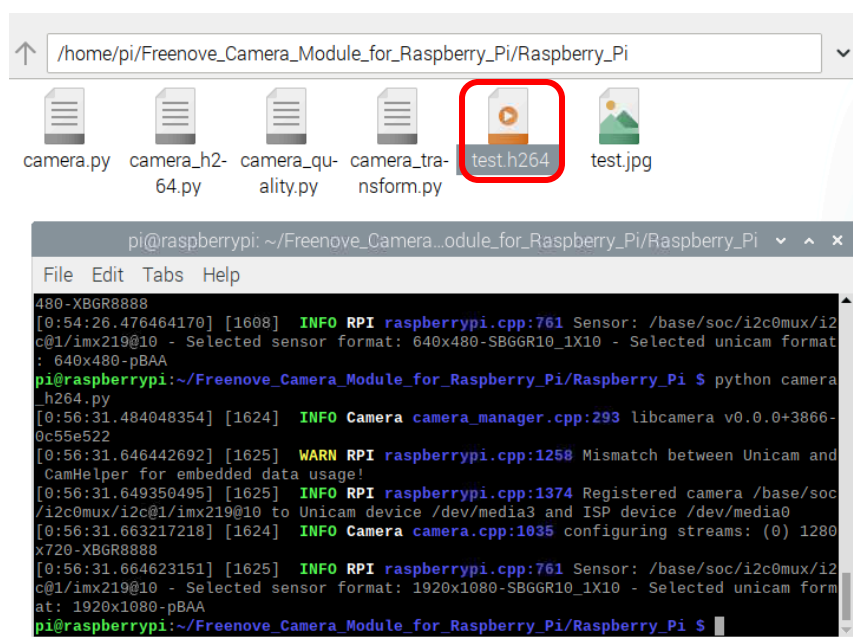 /home/pi/Freenove_Camera_Module_for_Raspberry_Pi/Raspberry_Pi
camera.py camera_h2- camera_qu- camera_tra- test.h264 test.jpg
64.py ality.py nsform.py
pi@raspberrypi: ~/Freenove_Camera...odule_for_Raspberry_Pi/Raspberry_Pi
File Edit Tabs Help
480-XBGR8888
[0:54:26.476464170] [1608]  INFO RPI raspberrypi.cpp:761 Sensor: /base/soc/i2c0mux/i2
c@1/imx219@10 - Selected sensor format: 640x480-SBGGR10_1X10 - Selected unicam format
: 640x480-pBAA
pi@raspberrypi:~/Freenove_Camera_Module_for_Raspberry_Pi/Raspberry_Pi $ python camera
_h264.py
[0:56:31.484048354] [1624]  INFO Camera camera_manager.cpp:293 libcamera v0.0.0+3866-
0c55e522
[0:56:31.646442692] [1625]  WARN RPI raspberrypi.cpp:1258 Mismatch between Unicam and
 CamHelper for embedded data usage!
[0:56:31.649350495] [1625]  INFO RPI raspberrypi.cpp:1374 Registered camera /base/soc
/i2c0mux/i2c@1/imx219@10 to Unicam device /dev/media3 and ISP device /dev/media0
[0:56:31.663217218] [1624]  INFO Camera camera.cpp:1035 configuring streams: (0) 1280
x720-XBGR8888
[0:56:31.664623151] [1625]  INFO RPI raspberrypi.cpp:761 Sensor: /base/soc/i2c0mux/i2
c@1/imx219@10 - Selected sensor format: 1920x1080-SBGGR10_1X10 - Selected unicam form
at: 1920x1080-pBAA
pi@raspberrypi:~/Freenove_Camera_Module_for_Raspberry_Pi/Raspberry_Pi $